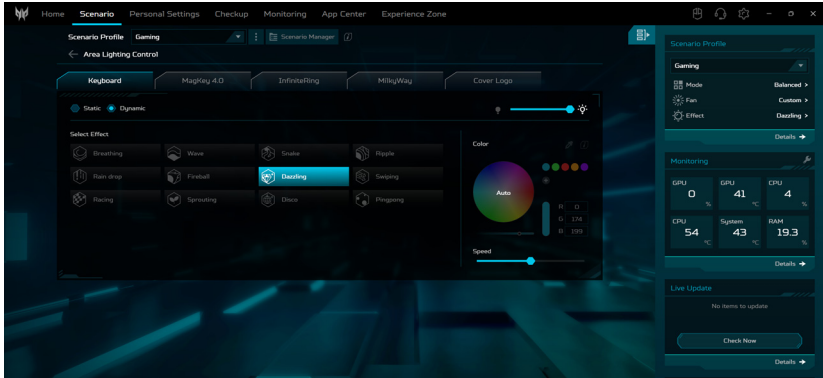 Home Scenario Personal Settings Checkup Monitoring App Center Experience Zone
Scenario Profile Gaming Scenario Manager
Area Lighting Control
Keyboard MagKey 4.0 InfiniteRing MilkyWay Cover Logo
Static Dynamic
Select Effect
Breathing Wave Snake Ripple
Rain drop Fireball Dazzling Swiping
Racing Sprouting Disco Pingpong
Color
Auto
R 0
G 174
B 199
Speed
Scenario Profile
Gaming
Mode Balanced >
Fan Custom >
Effect Dazzling >
Details →
Monitoring
GPU GPU CPU
0 % 41 °C 4 %
CPU System RAM
54 °C 43 °C 19.3 %
Details →
Live Update
No items to update
Check Now
Details →